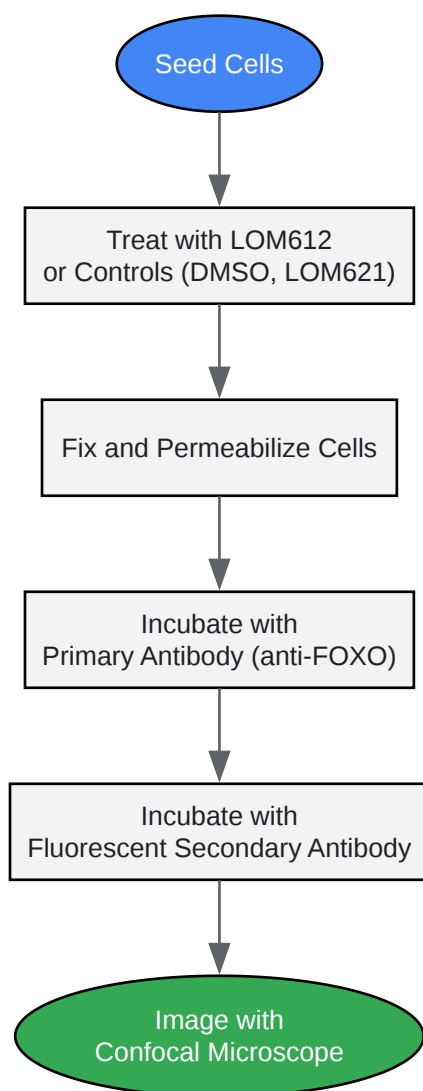 Seed Cells
Treat with LOM612
or Controls (DMSO, LOM621)
Fix and Permeabilize Cells
Incubate with
Primary Antibody (anti-FOXO)
Incubate with
Fluorescent Secondary Antibody
Image with
Confocal Microscope